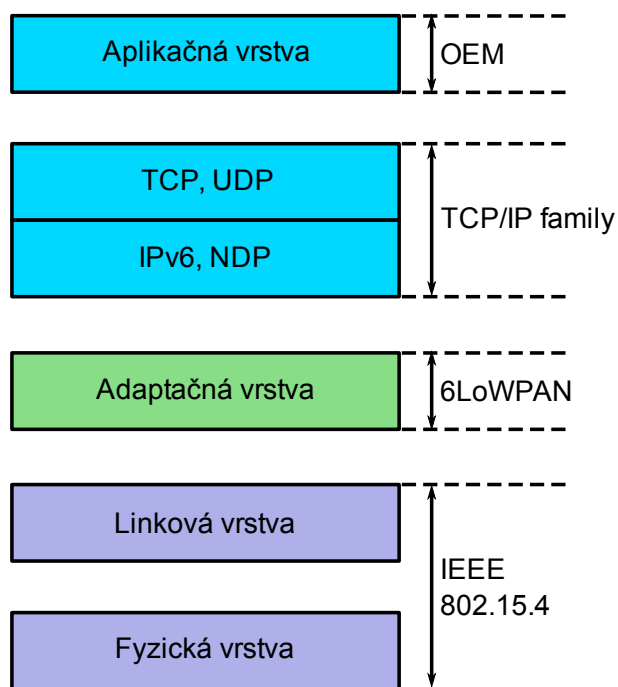 Aplikačná vrstva
OEM
TCP, UDP
IPv6, NDP
TCP/IP family
Adaptačná vrstva
6LoWPAN
Linková vrstva
IEEE
802.15.4
Fyzická vrstva